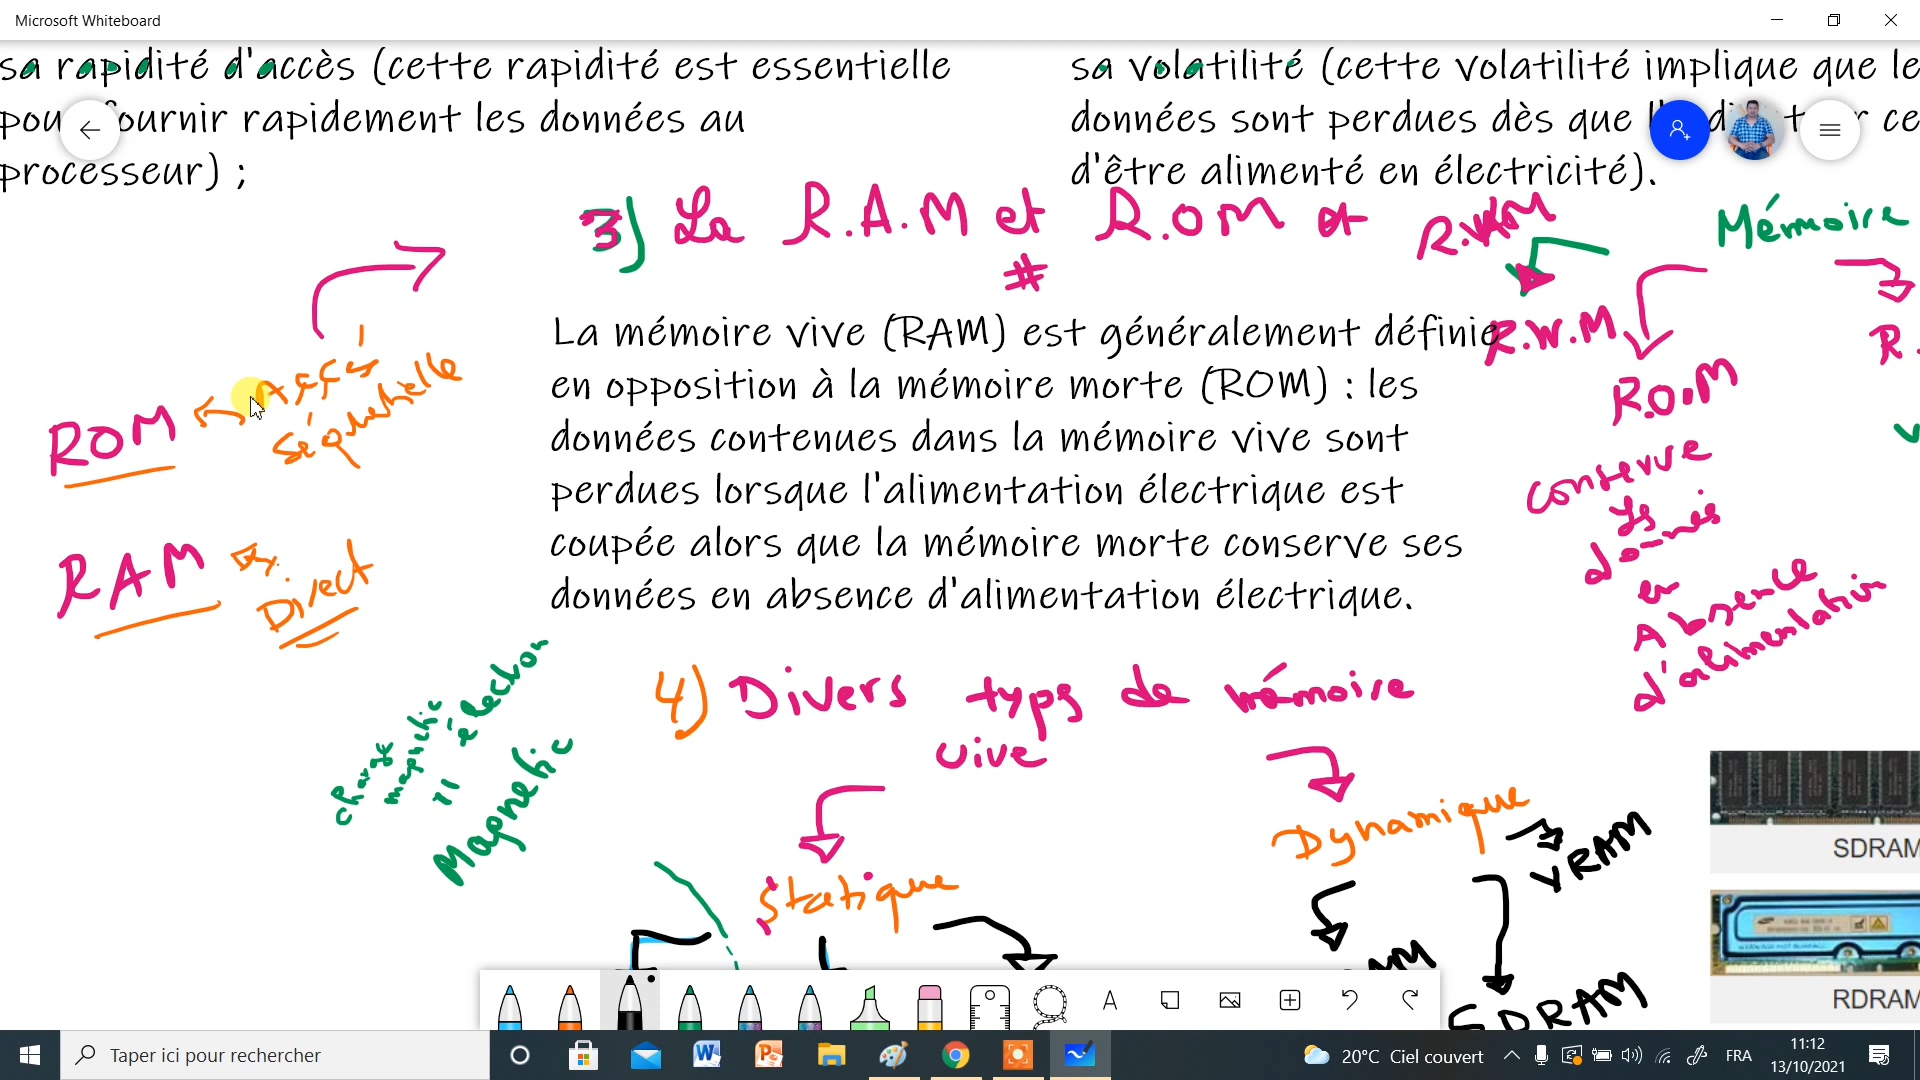 Microsoft Whiteboard
sa rapidité d'accès (cette rapidité est essentielle
fournir rapidement les données au
processeur) ;
sa volatilité (cette volatilité implique que le
données sont perdues dès que
d'être alimenté en électricité).
3) La R.A.M et R.O.M et
#
Mémoire
La mémoire vive (RAM) est généralement définie
en opposition à la mémoire morte (ROM) : les
données contenues dans la mémoire vive sont
perdues lorsque l'alimentation électrique est
coupée alors que la mémoire morte conserve ses
données en absence d'alimentation électrique.
R.W.M
R.O.M
R.
conserve
les
données
en
Absence
d'alimentation
ROM
Accés
séquentielle
RAM
Direct
charge
magnetic
électron
Magnetic
4) Divers typs de mémoire
vive
Statique
Dynamique
VRAM
SDRAM
SDRAM
RDRAM
Taper ici pour rechercher
20°C Ciel couvert
FRA
11:12
13/10/2021